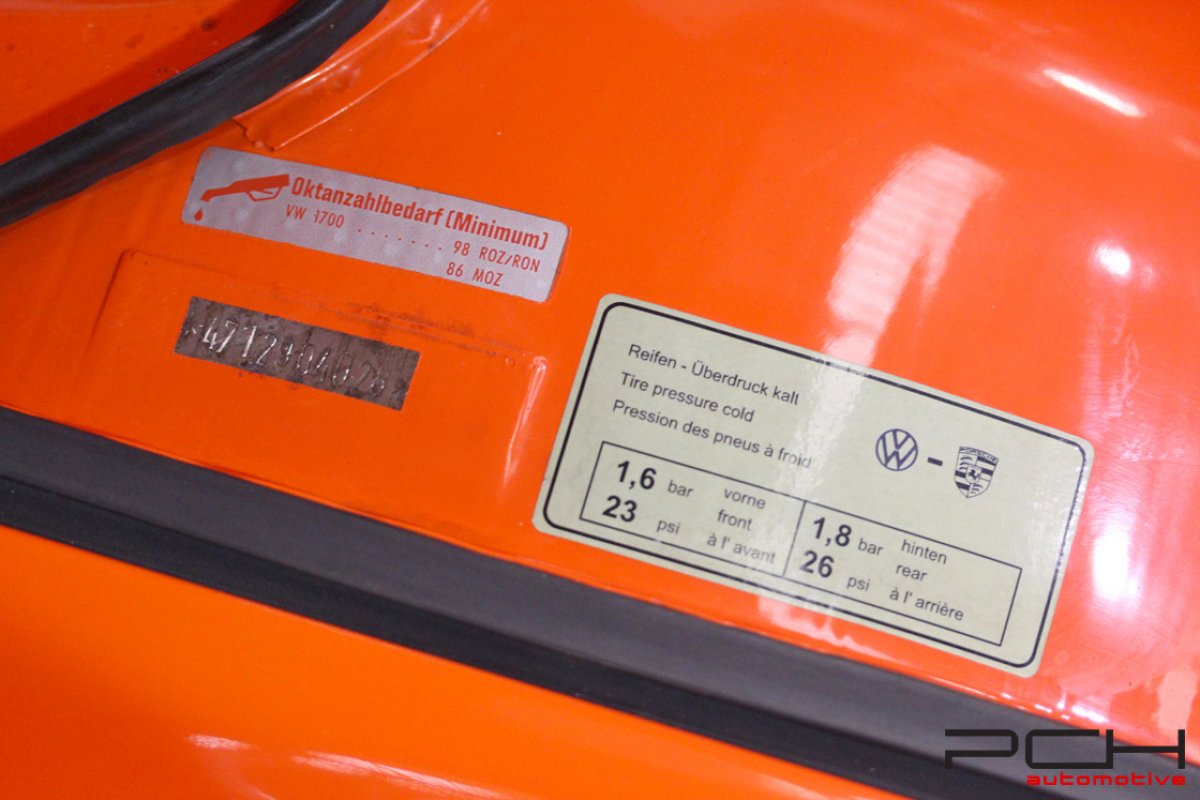 Oktanzahlbedarf (Minimum)
VW 1700 ....... 98 ROZ/RON
86 MOZ
Reifen - Überdruck kalt
Tire pressure cold
Pression des pneus à froid
1,6 bar vorne
23 psi front
à l' avant
1,8 bar hinten
26 psi rear
à l' arrière
PCH
automotive